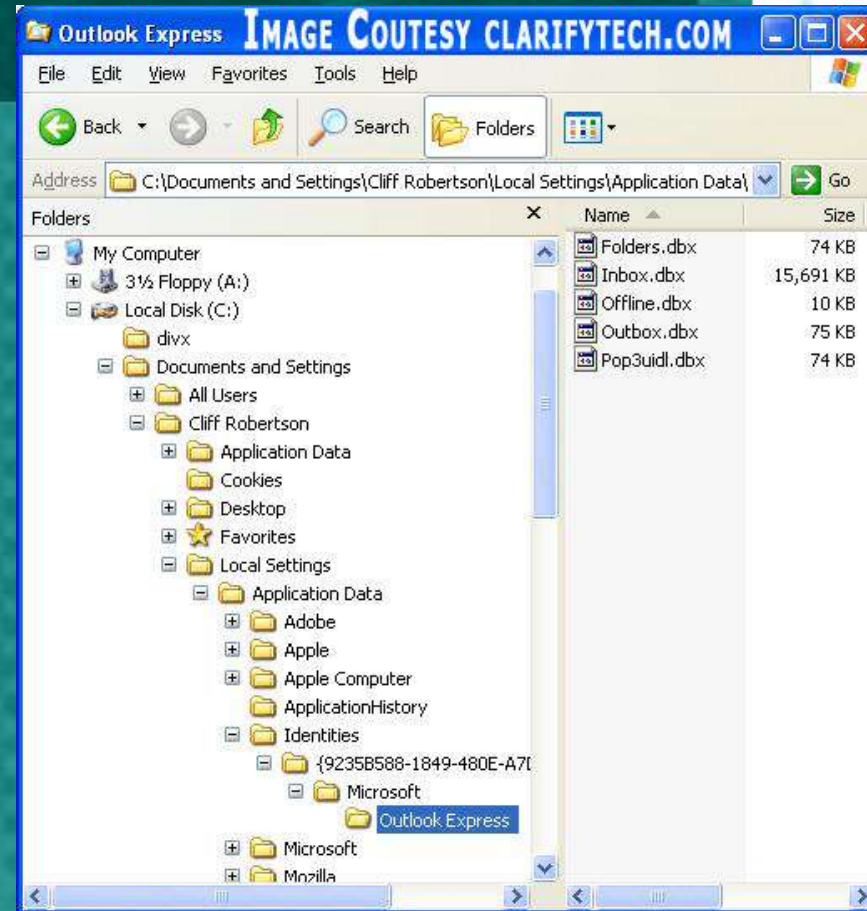 Outlook Express IMAGE COUTESY CLARIFYTECH.COM
File Edit View Favorites Tools Help
Back Search Folders
Address C:\Documents and Settings\Cliff Robertson\Local Settings\Application Data\ Go
Folders
My Computer
3½ Floppy (A:)
Local Disk (C:)
divx
Documents and Settings
All Users
Cliff Robertson
Application Data
Cookies
Desktop
Favorites
Local Settings
Application Data
Adobe
Apple
Apple Computer
ApplicationHistory
Identities
{9235B588-1849-480E-A7
Microsoft
Outlook Express
Microsoft
Mozilla
Name Size
Folders.dbx 74 KB
Inbox.dbx 15,691 KB
Offline.dbx 10 KB
Outbox.dbx 75 KB
Pop3uidl.dbx 74 KB